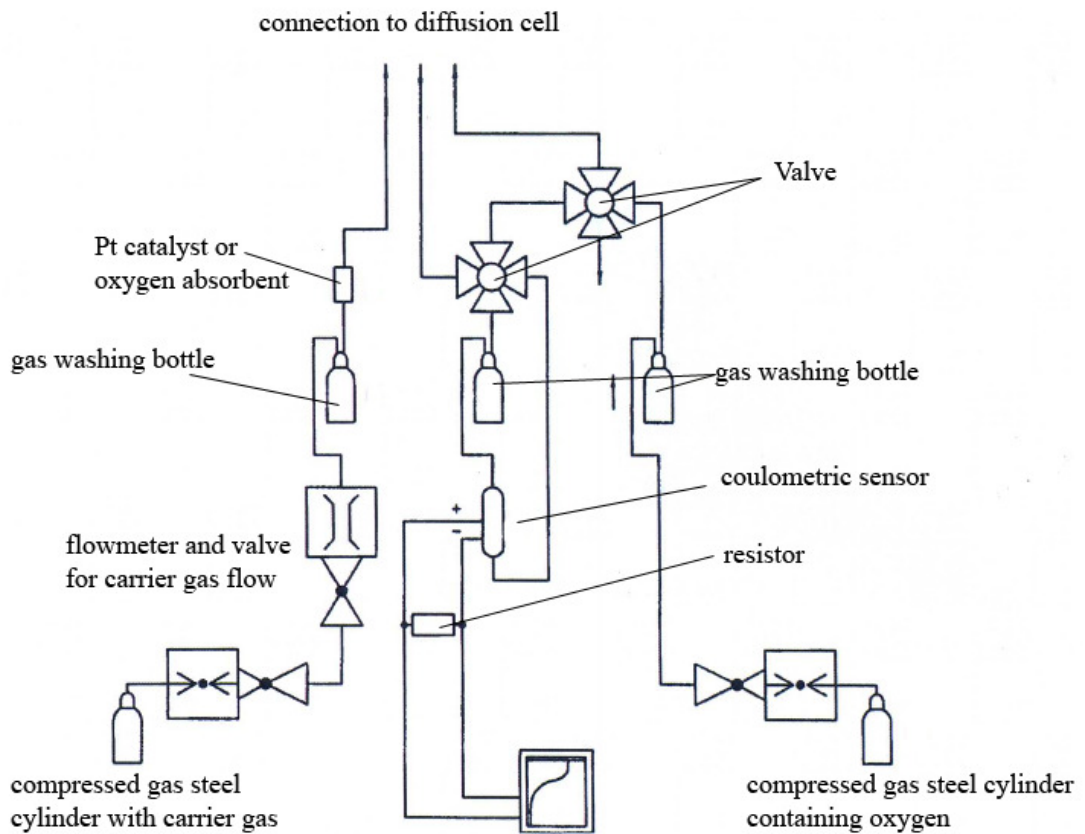 connection to diffusion cell
Valve
Pt catalyst or
oxygen absorbent
gas washing bottle
gas washing bottle
coulometric sensor
+
-
flowmeter and valve
for carrier gas flow
resistor
compressed gas steel
cylinder with carrier gas
compressed gas steel cylinder
containing oxygen